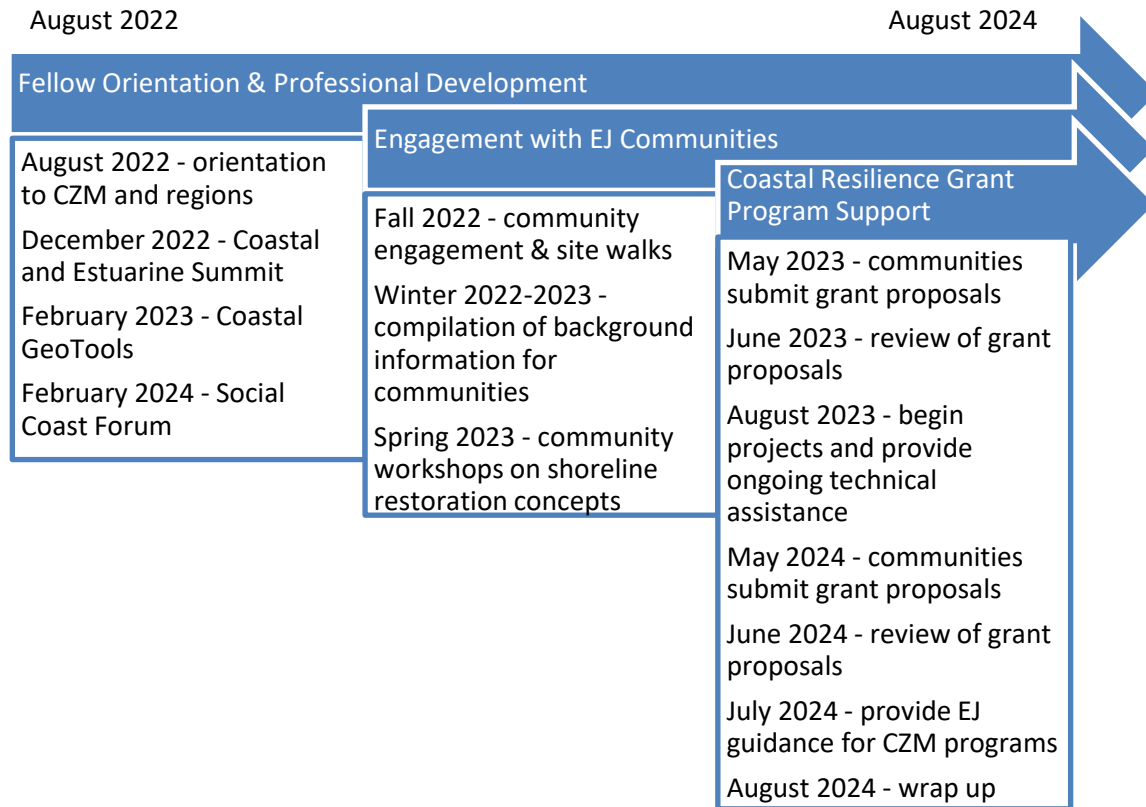 August 2022
August 2024
Fellow Orientation & Professional Development
August 2022 - orientation
to CZM and regions
December 2022 - Coastal
and Estuarine Summit
February 2023 - Coastal
GeoTools
February 2024 - Social
Coast Forum
Engagement with EJ Communities
Fall 2022 - community
engagement & site walks
Winter 2022-2023 -
compilation of background
information for
communities
Spring 2023 - community
workshops on shoreline
restoration concepts
Coastal Resilience Grant
Program Support
May 2023 - communities
submit grant proposals
June 2023 - review of grant
proposals
August 2023 - begin
projects and provide
ongoing technical
assistance
May 2024 - communities
submit grant proposals
June 2024 - review of grant
proposals
July 2024 - provide EJ
guidance for CZM programs
August 2024 - wrap up